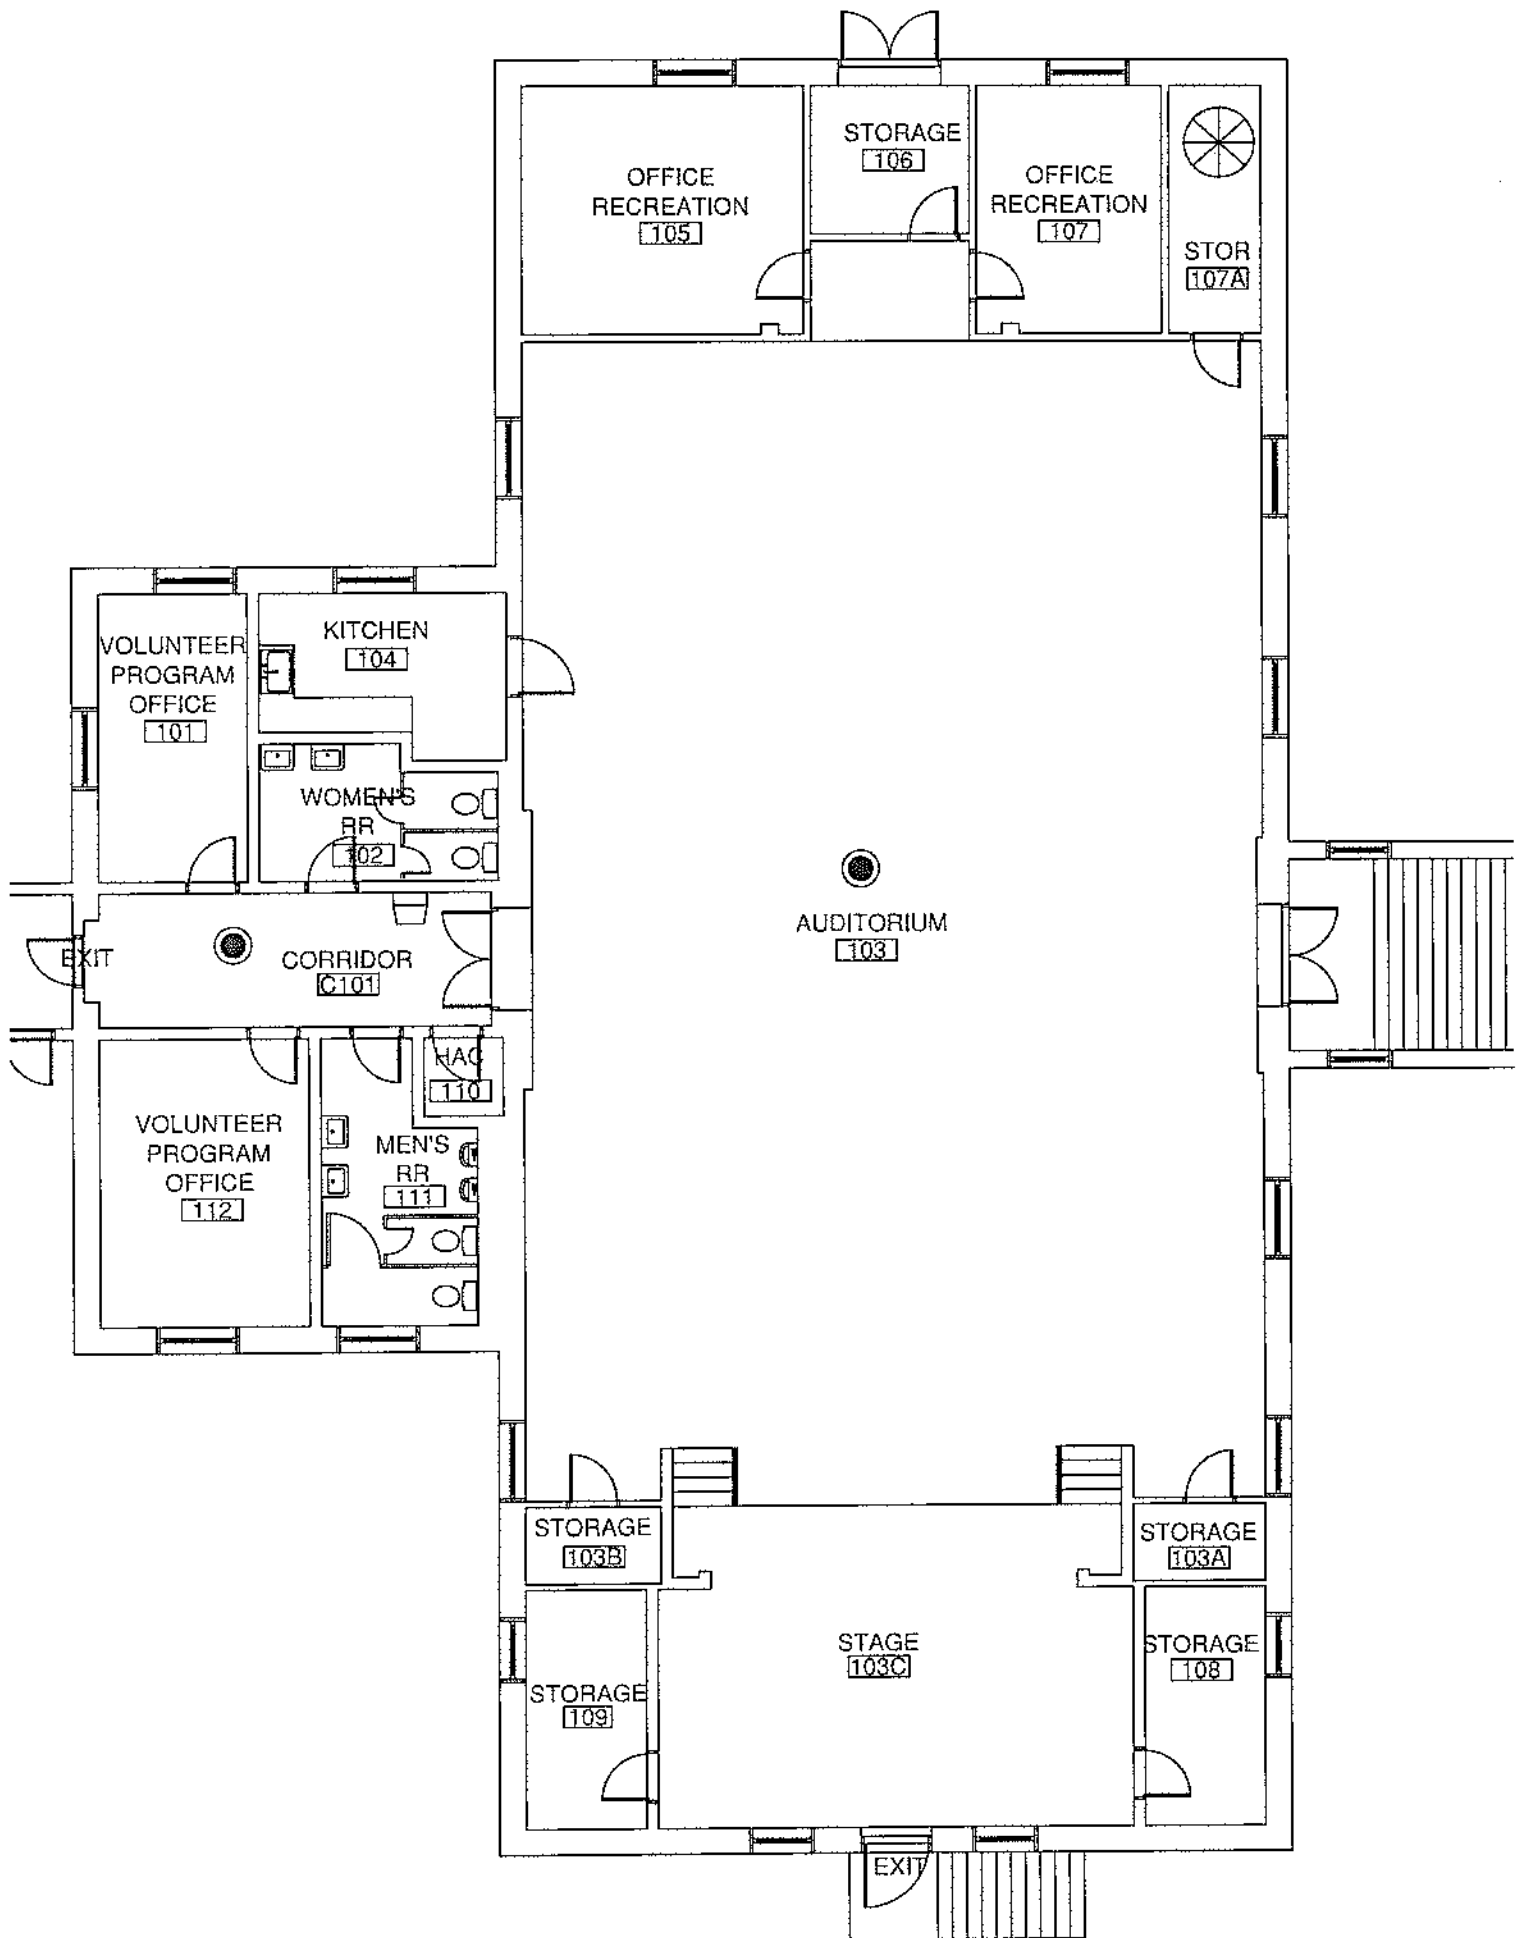 STORAGE
106
OFFICE
RECREATION
105
OFFICE
RECREATION
107
STOR
107A
KITCHEN
104
VOLUNTEER
PROGRAM
OFFICE
101
WOMEN'S
RR
102
AUDITORIUM
103
EXIT
CORRIDOR
C101
HAC
110
VOLUNTEER
PROGRAM
OFFICE
112
MEN'S
RR
111
STORAGE
103B
STORAGE
103A
STAGE
103C
STORAGE
108
STORAGE
109
EXIT